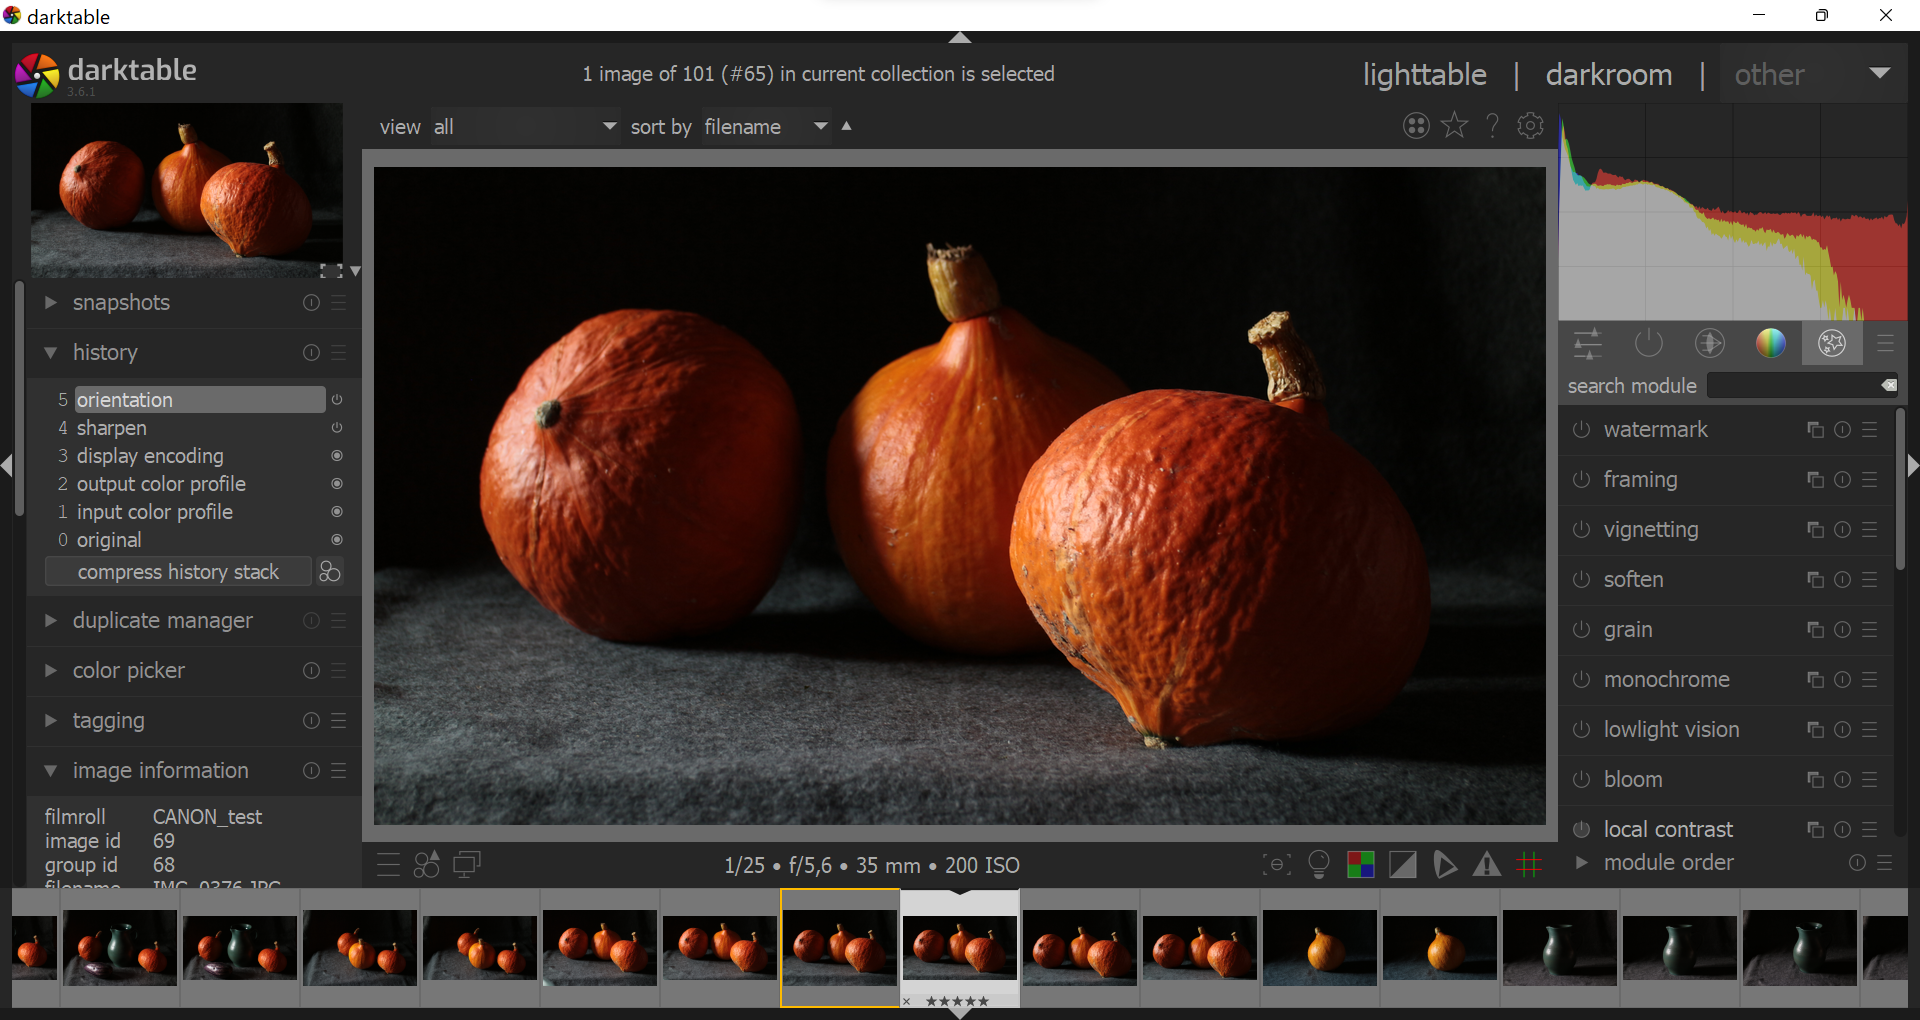 darktable
darktable
3.6.1
1 image of 101 (#65) in current collection is selected
lighttable | darkroom | other
view all sort by filename
snapshots
history
5 orientation
4 sharpen
3 display encoding
2 output color profile
1 input color profile
0 original
compress history stack
duplicate manager
color picker
tagging
image information
filmroll CANON_test
image id 69
group id 68
filename IMG_0376.JPG
1/25 • f/5,6 • 35 mm • 200 ISO
search module
watermark
framing
vignetting
soften
grain
monochrome
lowlight vision
bloom
local contrast
module order